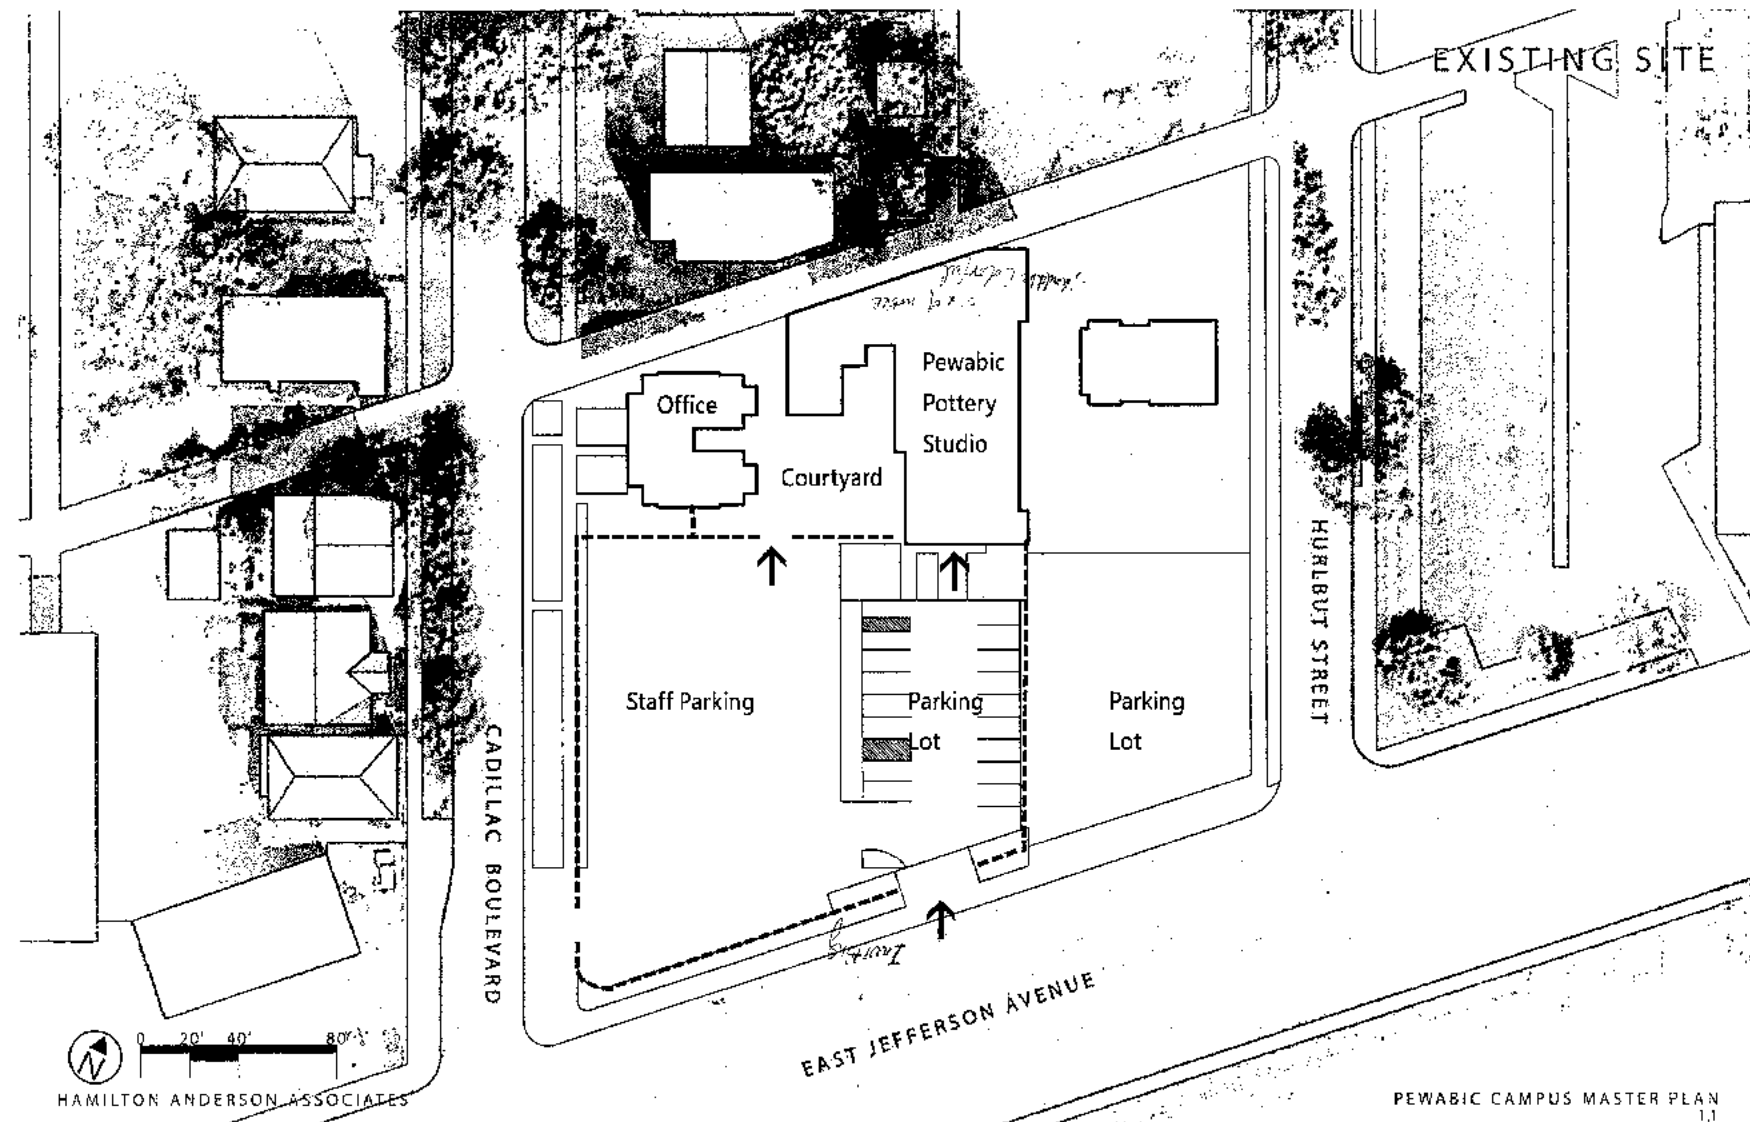 EXISTING SITE
Pewabic
Pottery
Studio
Office
Courtyard
HURLBUT STREET
Staff Parking
Parking
Lot
Parking
Lot
CADILLAC BOULEVARD
EAST JEFFERSON AVENUE
N
0 20' 40' 80'
HAMILTON ANDERSON ASSOCIATES
PEWABIC CAMPUS MASTER PLAN
1.1